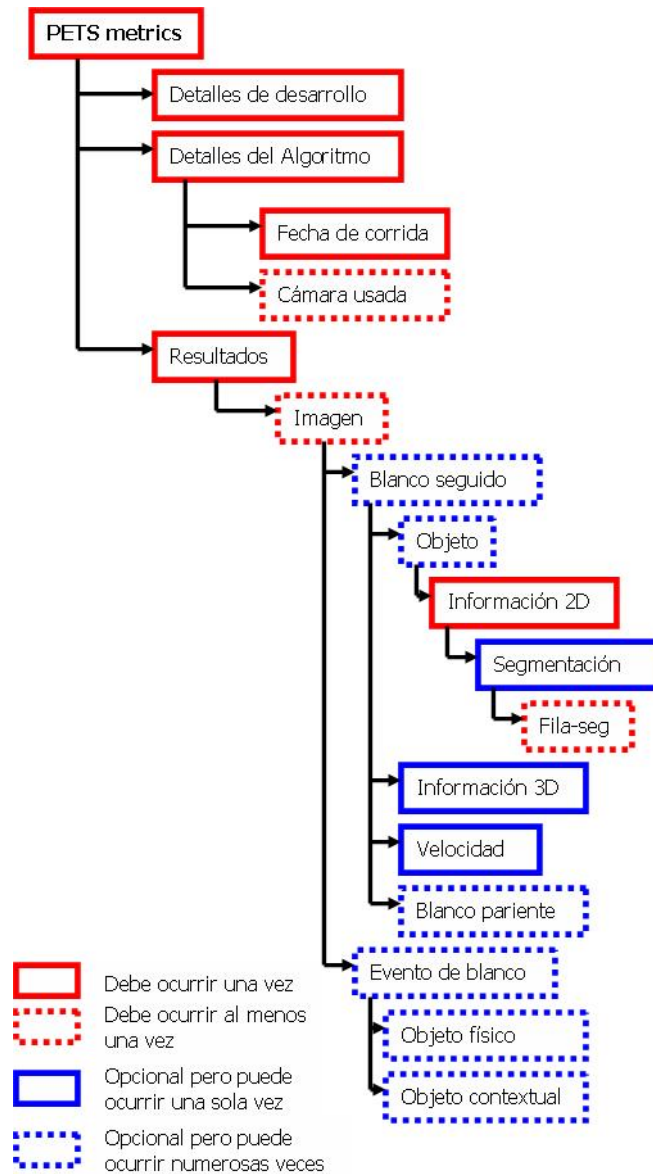 PETS metrics
Detalles de desarrollo
Detalles del Algoritmo
Fecha de corrida
Cámara usada
Resultados
Imagen
Blanco seguido
Objeto
Información 2D
Segmentación
Fila-seg
Información 3D
Velocidad
Blanco pariente
Evento de blanco
Objeto físico
Objeto contextual
Debe ocurrir una vez
Debe ocurrir al menos
una vez
Opcional pero puede
ocurrir una sola vez
Opcional pero puede
ocurrir numerosas veces